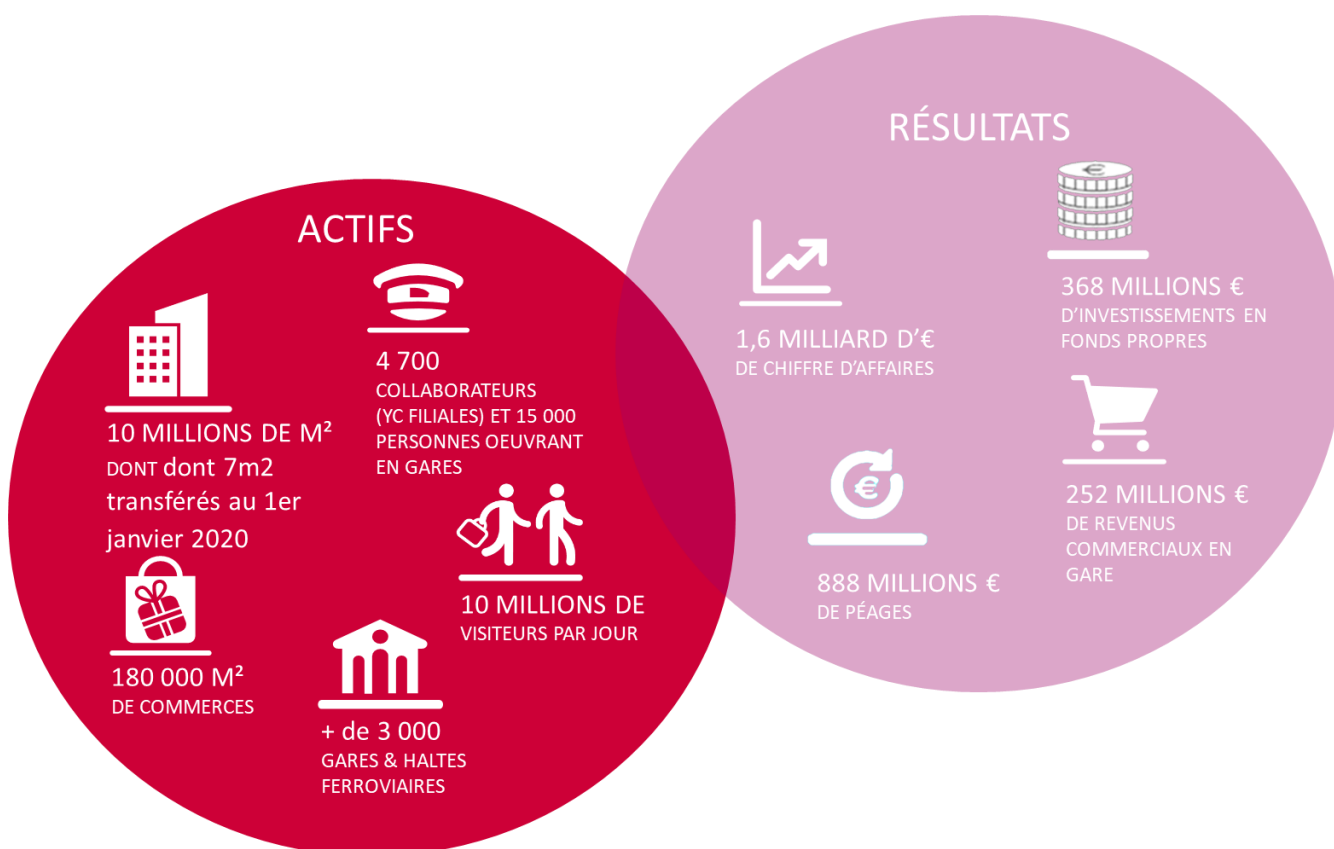 ACTIFS
10 MILLIONS DE M²
DONT dont 7m2
transférés au 1er
janvier 2020
4 700
COLLABORATEURS
(YC FILIALES) ET 15 000
PERSONNES OEUVRANT
EN GARES
10 MILLIONS DE
VISITEURS PAR JOUR
180 000 M²
DE COMMERCES
+ de 3 000
GARES & HALTES
FERROVIAIRES
RÉSULTATS
1,6 MILLIARD D’€
DE CHIFFRE D’AFFAIRES
€
368 MILLIONS €
D’INVESTISSEMENTS EN
FONDS PROPRES
€
888 MILLIONS €
DE PÉAGES
252 MILLIONS €
DE REVENUS
COMMERCIAUX EN
GARE